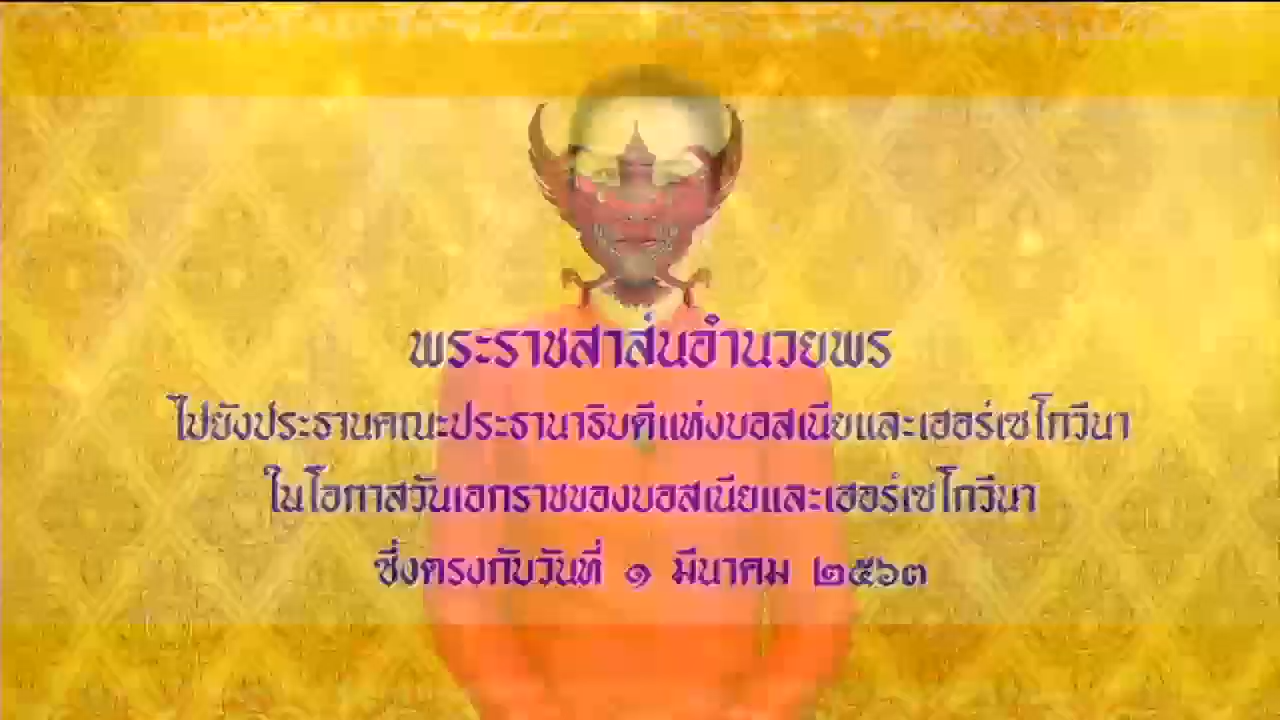 พระราชสาส์นอำนวยพร
ไปยังประธานคณะประธานาธิบดีแห่งบอสเนียและเฮอร์เซโกวีนา
ในโอกาสวันเอกราชของบอสเนียและเฮอร์เซโกวีนา
ซึ่งตรงกับวันที่ ๑ มีนาคม ๒๕๖๓